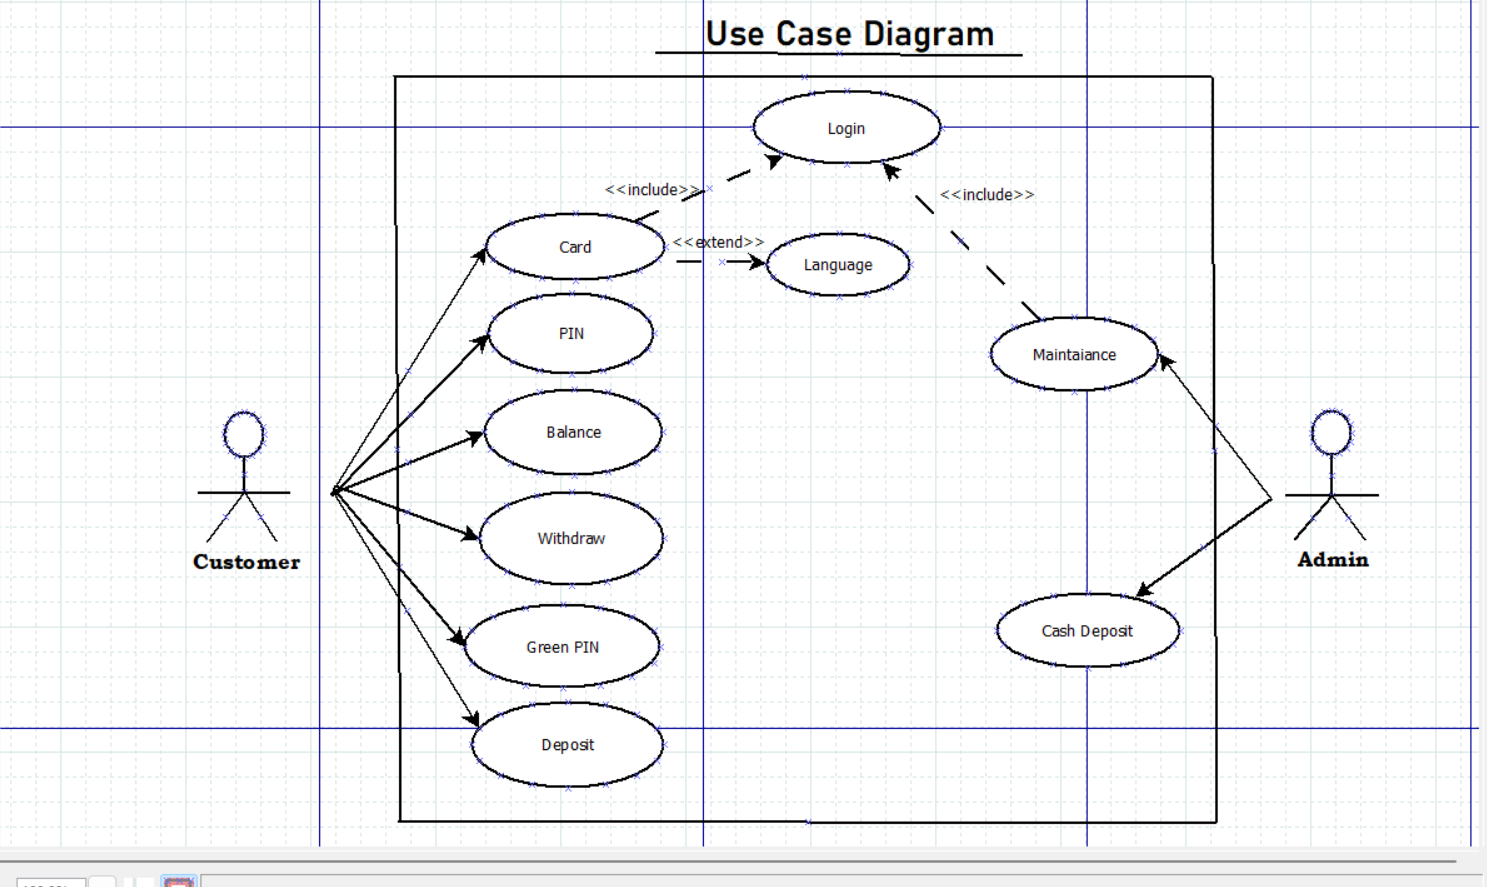 Use Case Diagram
Login
<<include>>
<<include>>
Card
<<extend>>
Language
PIN
Maintaiance
Balance
Withdraw
Customer
Admin
Cash Deposit
Green PIN
Deposit